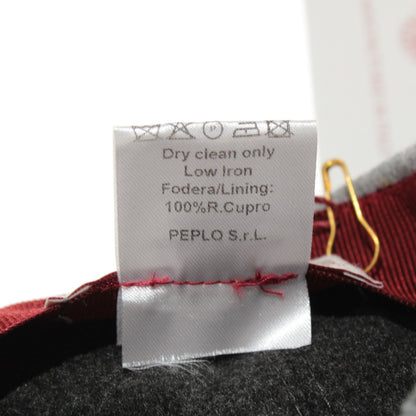 Dry clean only
Low Iron
Fodera/Lining:
100%R.Cupro
PEPLO S.r.L.